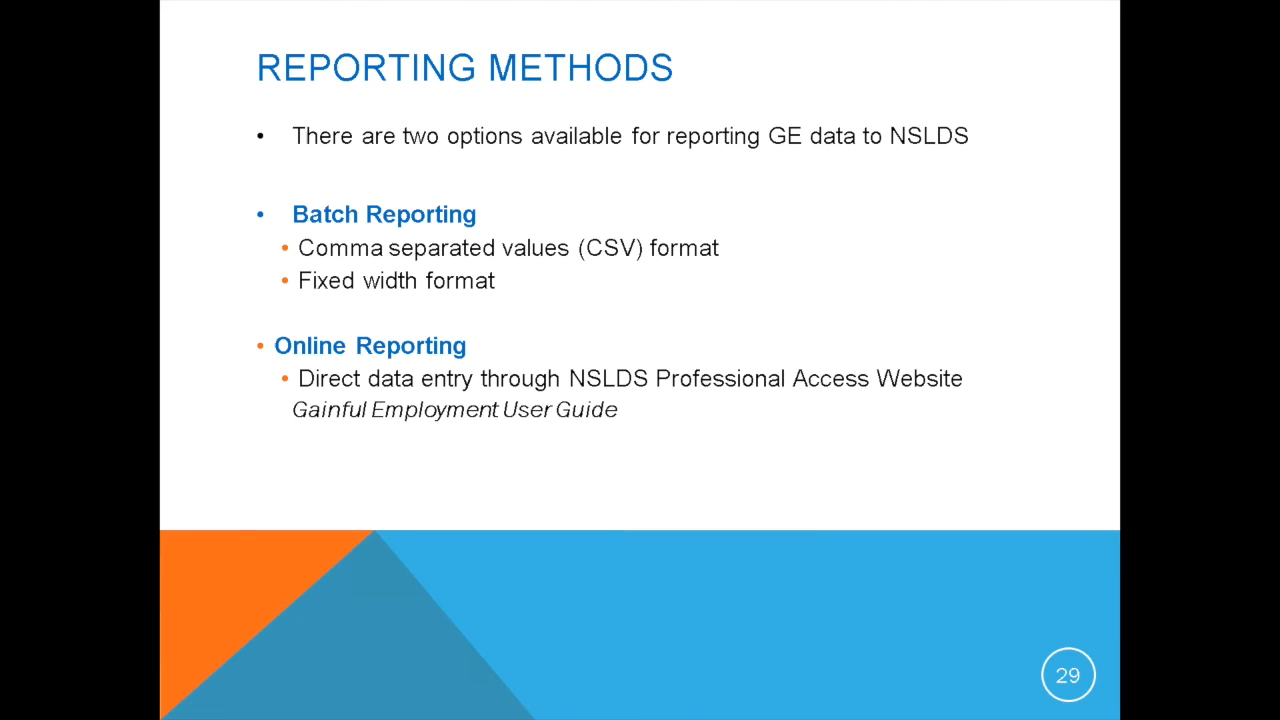 REPORTING METHODS
• There are two options available for reporting GE data to NSLDS
• Batch Reporting
• Comma separated values (CSV) format
• Fixed width format
• Online Reporting
• Direct data entry through NSLDS Professional Access Website
Gainful Employment User Guide
29